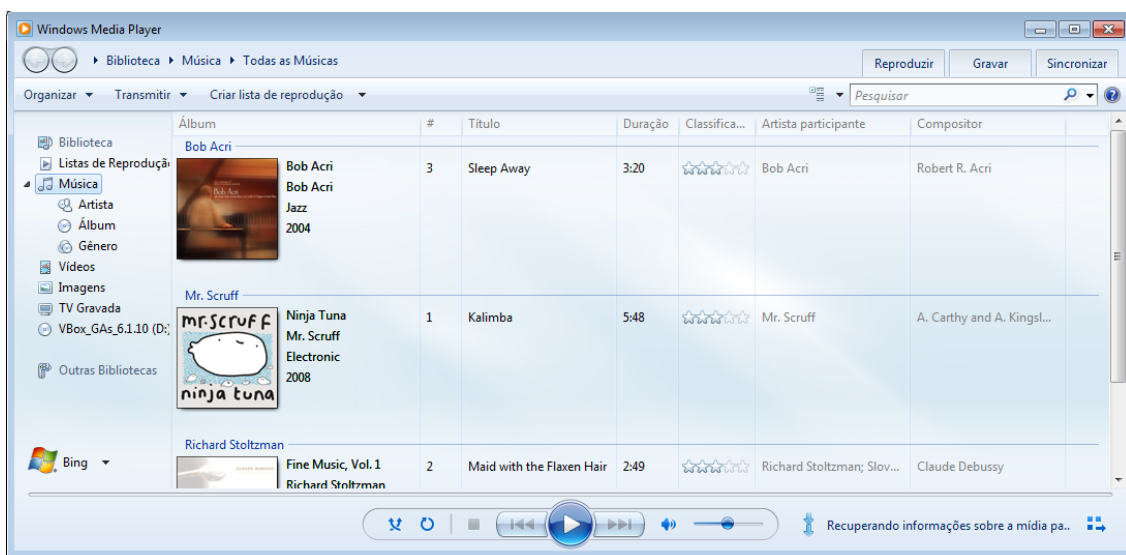 Windows Media Player
Biblioteca Música Todas as Músicas
Reproduzir Gravar Sincronizar
Organizar Transmitir Criar lista de reprodução Pesquisar
Álbum # Título Duração Classifica... Artista participante Compositor
Biblioteca
Listas de Reproduçã
Música
Artista
Álbum
Gênero
Vídeos
Imagens
TV Gravada
VBox_GAs_6.1.10 (D:)
Outras Bibliotecas
Bing
Bob Acri
Bob Acri 3 Sleep Away 3:20 Bob Acri Robert R. Acri
Bob Acri
Jazz
2004
Bob Acri
Mr. Scruff
Ninja Tuna 1 Kalimba 5:48 Mr. Scruff A. Carthy and A. Kingsl...
Mr. Scruff
Electronic
2008
mr.scruff
ninja tuna
Richard Stoltzman
Fine Music, Vol. 1 2 Maid with the Flaxen Hair 2:49 Richard Stoltzman; Slov... Claude Debussy
Richard Stoltzman
Recuperando informações sobre a mídia pa..